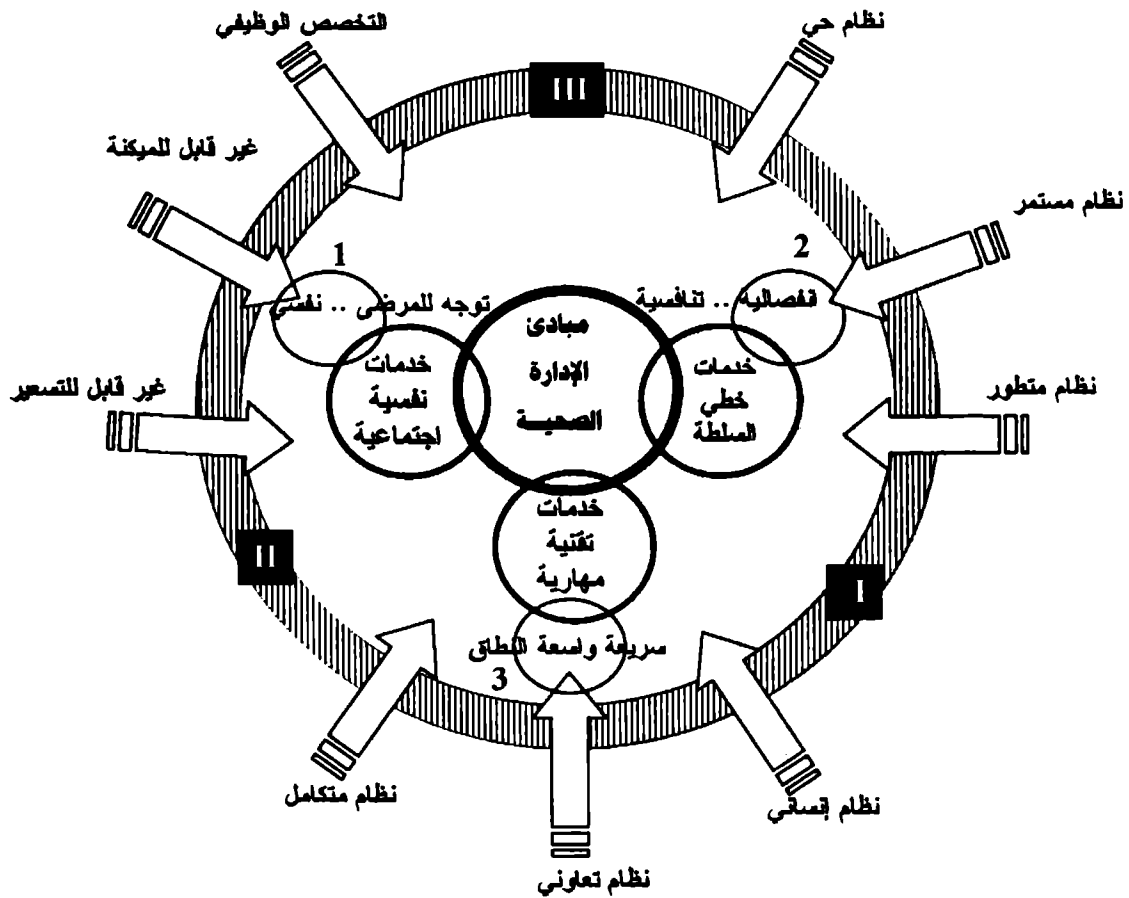 نظام حي
التخصص الوظيفي
III
غير قابل للميكنة
نظام مستمر
1
2
توجه للمرضى .. نفسي
انفصالية .. تنافسية
مبادئ
الإدارة
الصحيــة
خدمات
نفسية
اجتماعية
خدمات
خطي
السلطة
غير قابل للتسعير
نظام متطور
خدمات
تقنية
مهارية
II
I
سريعة واسعة النطاق
3
نظام متكامل
نظام إنساني
نظام تعاوني